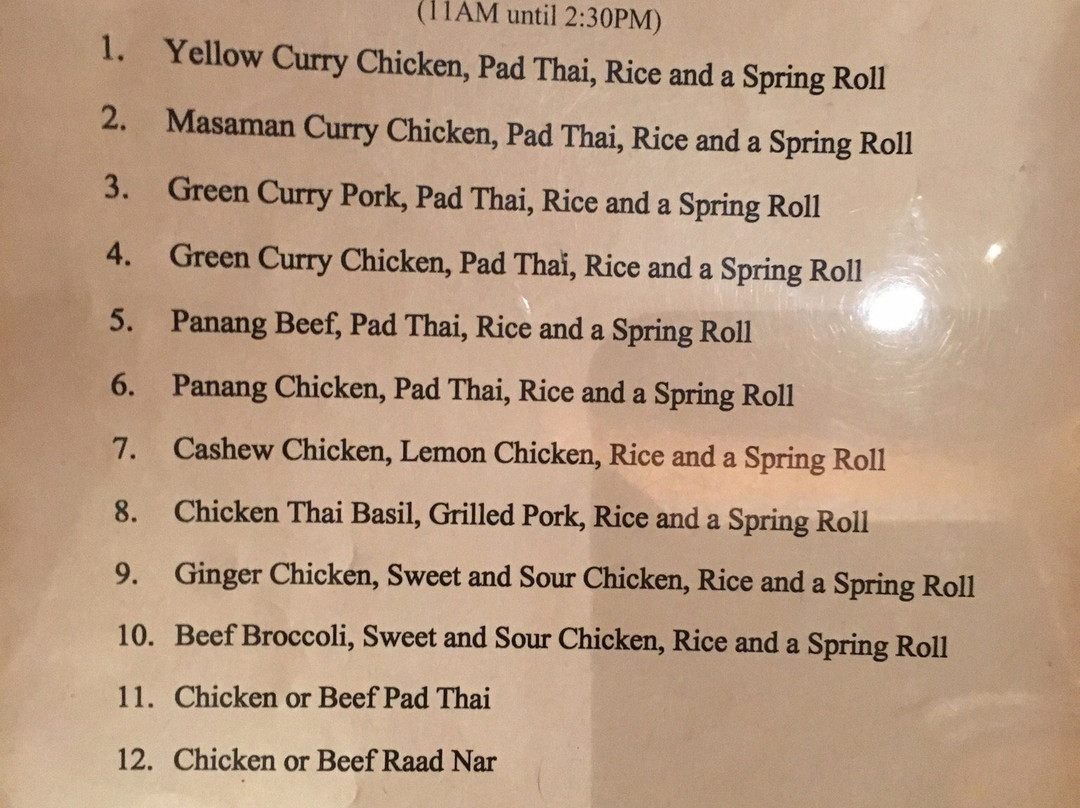 (11AM until 2:30PM)
1. Yellow Curry Chicken, Pad Thai, Rice and a Spring Roll
2. Masaman Curry Chicken, Pad Thai, Rice and a Spring Roll
3. Green Curry Pork, Pad Thai, Rice and a Spring Roll
4. Green Curry Chicken, Pad Thai, Rice and a Spring Roll
5. Panang Beef, Pad Thai, Rice and a Spring Roll
6. Panang Chicken, Pad Thai, Rice and a Spring Roll
7. Cashew Chicken, Lemon Chicken, Rice and a Spring Roll
8. Chicken Thai Basil, Grilled Pork, Rice and a Spring Roll
9. Ginger Chicken, Sweet and Sour Chicken, Rice and a Spring Roll
10. Beef Broccoli, Sweet and Sour Chicken, Rice and a Spring Roll
11. Chicken or Beef Pad Thai
12. Chicken or Beef Raad Nar